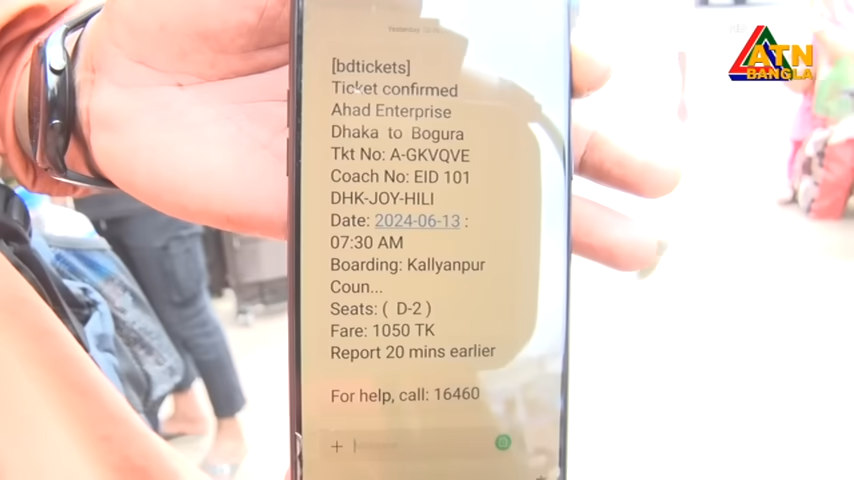 Yesterday
[bdtickets]
Ticket confirmed
Ahad Enterprise
Dhaka to Bogura
Tkt No: A-GKVQVE
Coach No: EID 101
DHK-JOY-HILI
Date: 2024-06-13 :
07:30 AM
Boarding: Kallyanpur
Coun...
Seats: ( D-2 )
Fare: 1050 TK
Report 20 mins earlier
For help, call: 16460
ATN
BANGLA